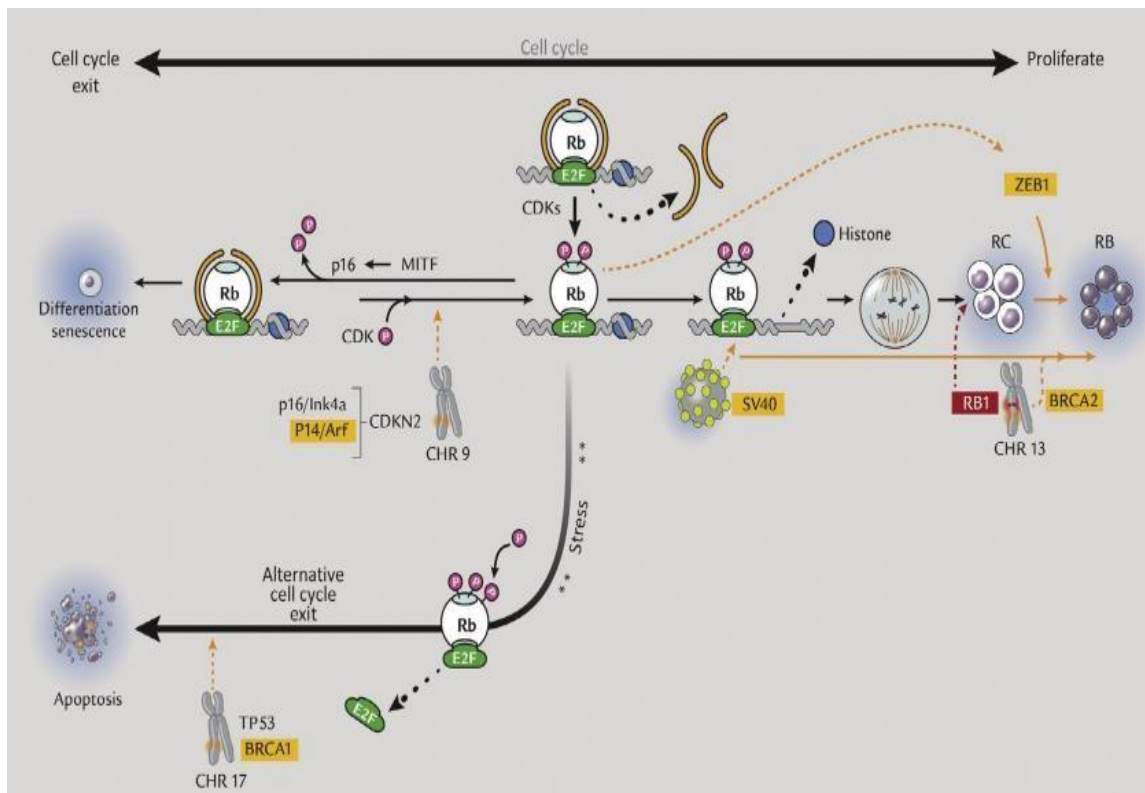 Cell cycle
Cell cycle
exit
Proliferate
Rb
E2F
CDKs
ZEB1
P
P
p16
MITF
P
P
Histone
RC
RB
Rb
E2F
Rb
E2F
Rb
E2F
P
P
Differentiation
senescence
CDK P
SV40
RB1
BRCA2
CHR 13
p16/Ink4a
P14/Arf
CDKN2
CHR 9
**
Stress
**
P
Alternative
cell cycle
exit
P
P
P
Rb
E2F
E2F
Apoptosis
TP53
BRCA1
CHR 17